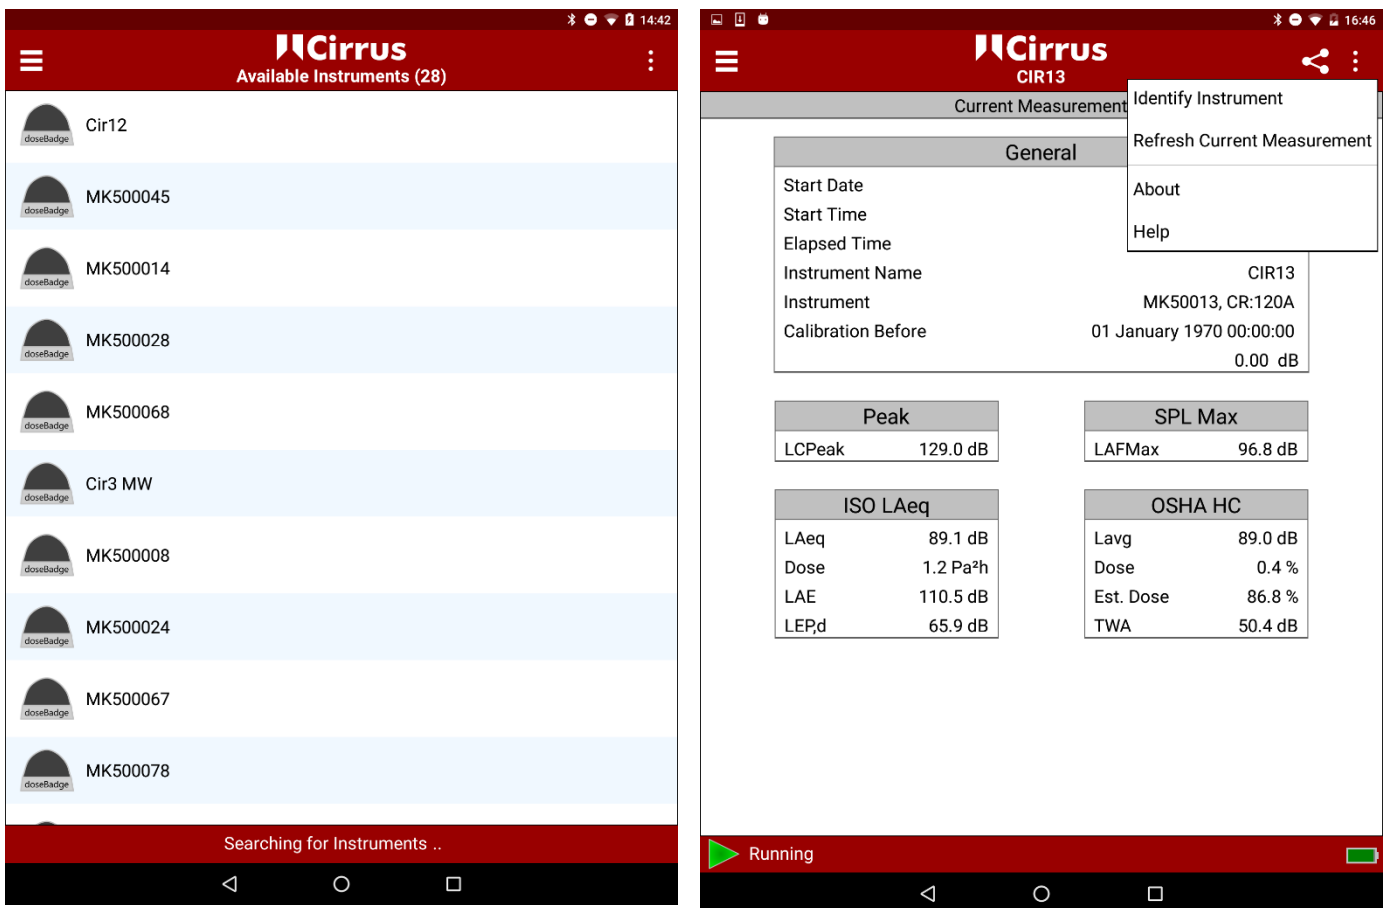 14:42
Cirrus
Available Instruments (28)
doseBadge
Cir12
doseBadge
MK500045
doseBadge
MK500014
doseBadge
MK500028
doseBadge
MK500068
doseBadge
Cir3 MW
doseBadge
MK500008
doseBadge
MK500024
doseBadge
MK500067
doseBadge
MK500078
Searching for Instruments ..
16:46
Cirrus
CIR13
Current Measurement
Identify Instrument
Refresh Current Measurement
About
Help
General
Start Date
Start Time
Elapsed Time
Instrument Name CIR13
Instrument MK50013, CR:120A
Calibration Before 01 January 1970 00:00:00
0.00 dB
Peak
LCPeak 129.0 dB
SPL Max
LAFMax 96.8 dB
ISO LAeq
LAeq 89.1 dB
Dose 1.2 Pa²h
LAE 110.5 dB
LEP,d 65.9 dB
OSHA HC
Lavg 89.0 dB
Dose 0.4 %
Est. Dose 86.8 %
TWA 50.4 dB
Running